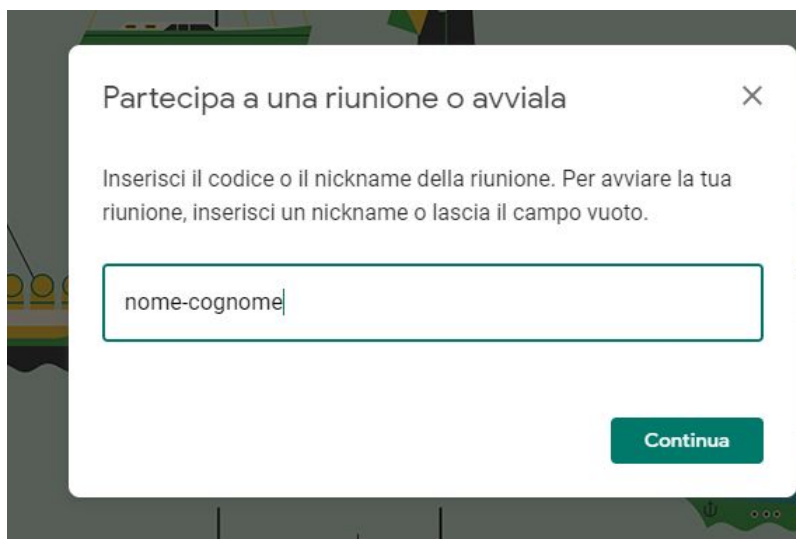 Partecipa a una riunione o avviala
Inserisci il codice o il nickname della riunione. Per avviare la tua
riunione, inserisci un nickname o lascia il campo vuoto.
nome-cognome
Continua